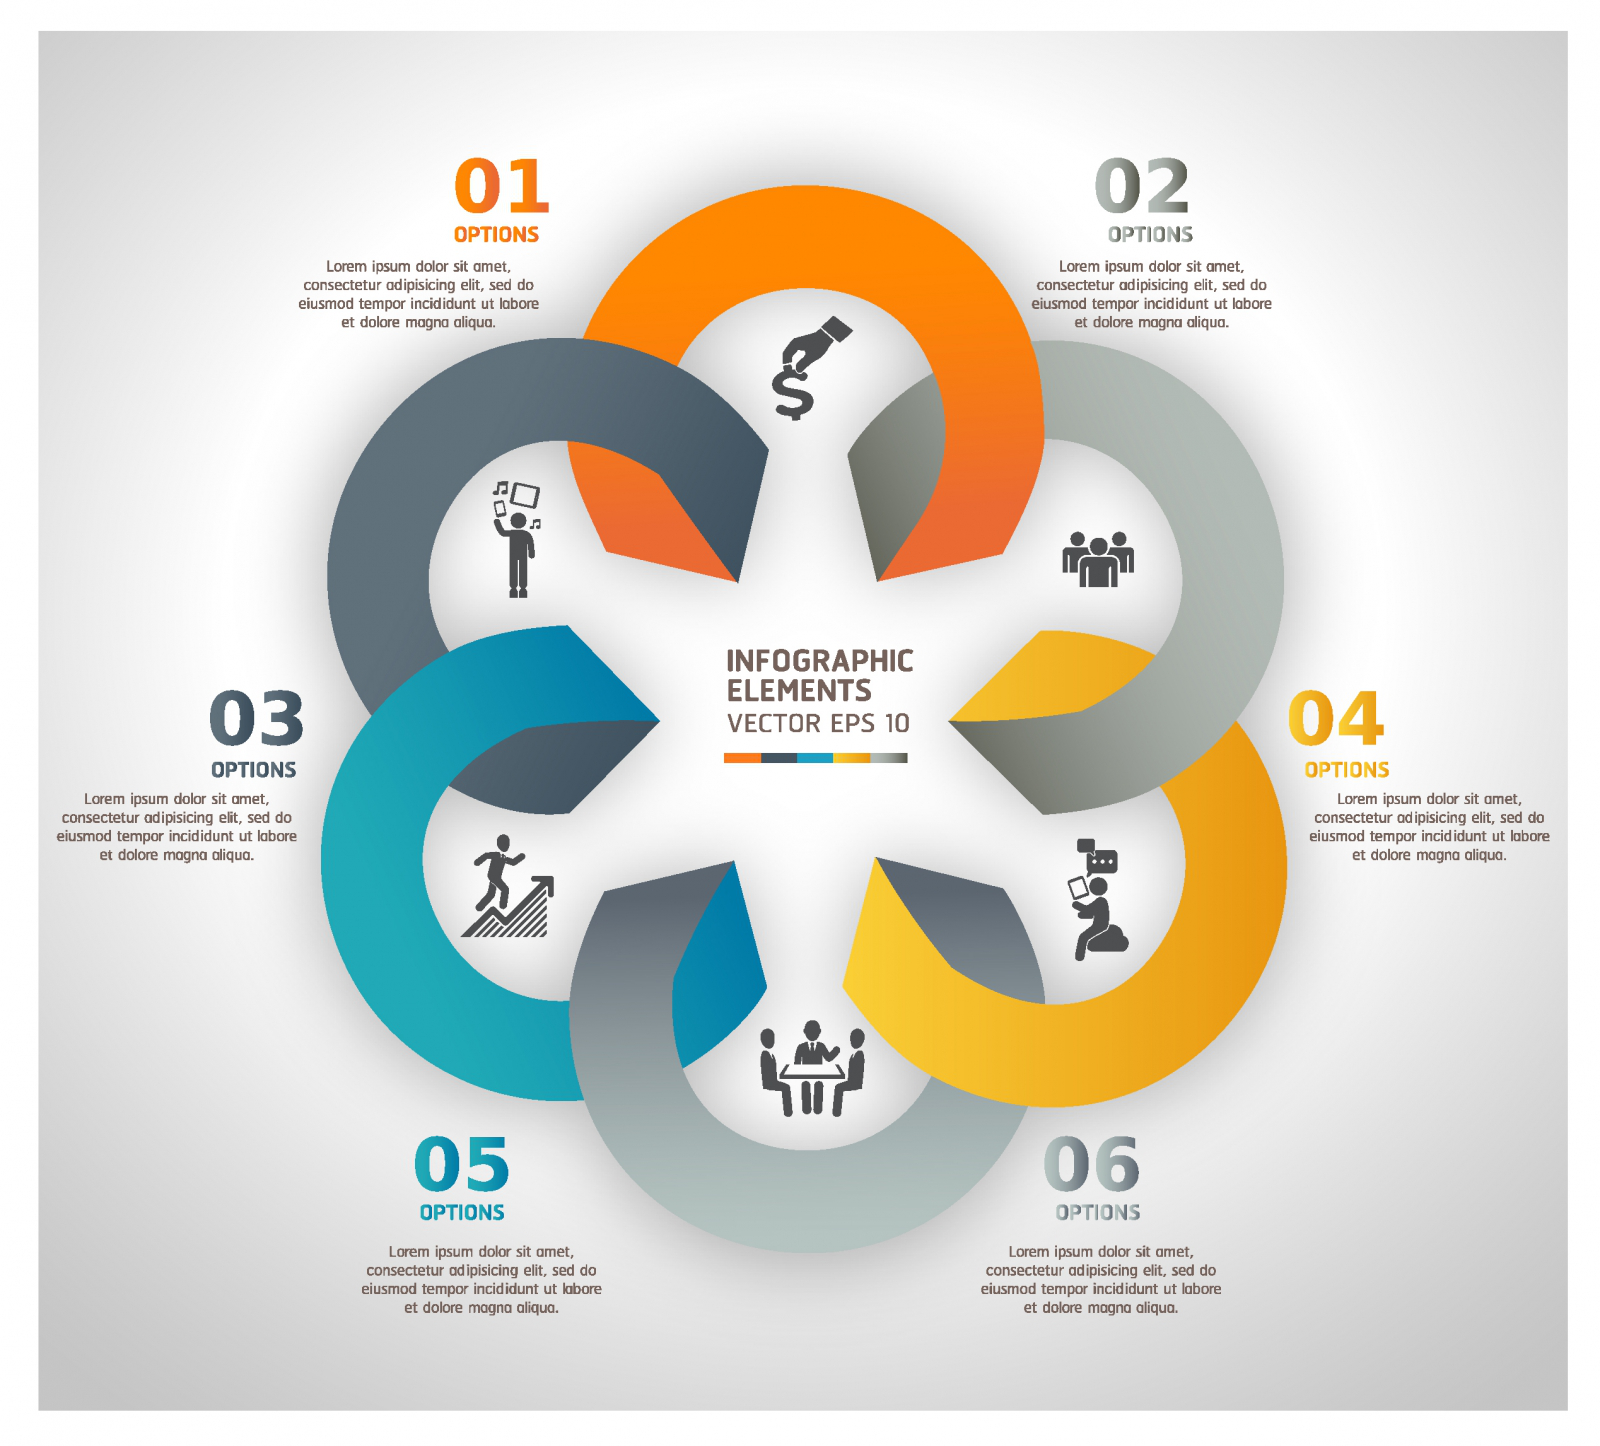 01
OPTIONS
Lorem ipsum dolor sit amet,
consectetur adipisicing elit, sed do
eiusmod tempor incididunt ut labore
et dolore magna aliqua.
02
OPTIONS
Lorem ipsum dolor sit amet,
consectetur adipisicing elit, sed do
eiusmod tempor incididunt ut labore
et dolore magna aliqua.
INFOGRAPHIC
ELEMENTS
VECTOR EPS 10
03
OPTIONS
Lorem ipsum dolor sit amet,
consectetur adipisicing elit, sed do
eiusmod tempor incididunt ut labore
et dolore magna aliqua.
04
OPTIONS
Lorem ipsum dolor sit amet,
consectetur adipisicing elit, sed do
eiusmod tempor incididunt ut labore
et dolore magna aliqua.
05
OPTIONS
Lorem ipsum dolor sit amet,
consectetur adipisicing elit, sed do
eiusmod tempor incididunt ut labore
et dolore magna aliqua.
06
OPTIONS
Lorem ipsum dolor sit amet,
consectetur adipisicing elit, sed do
eiusmod tempor incididunt ut labore
et dolore magna aliqua.